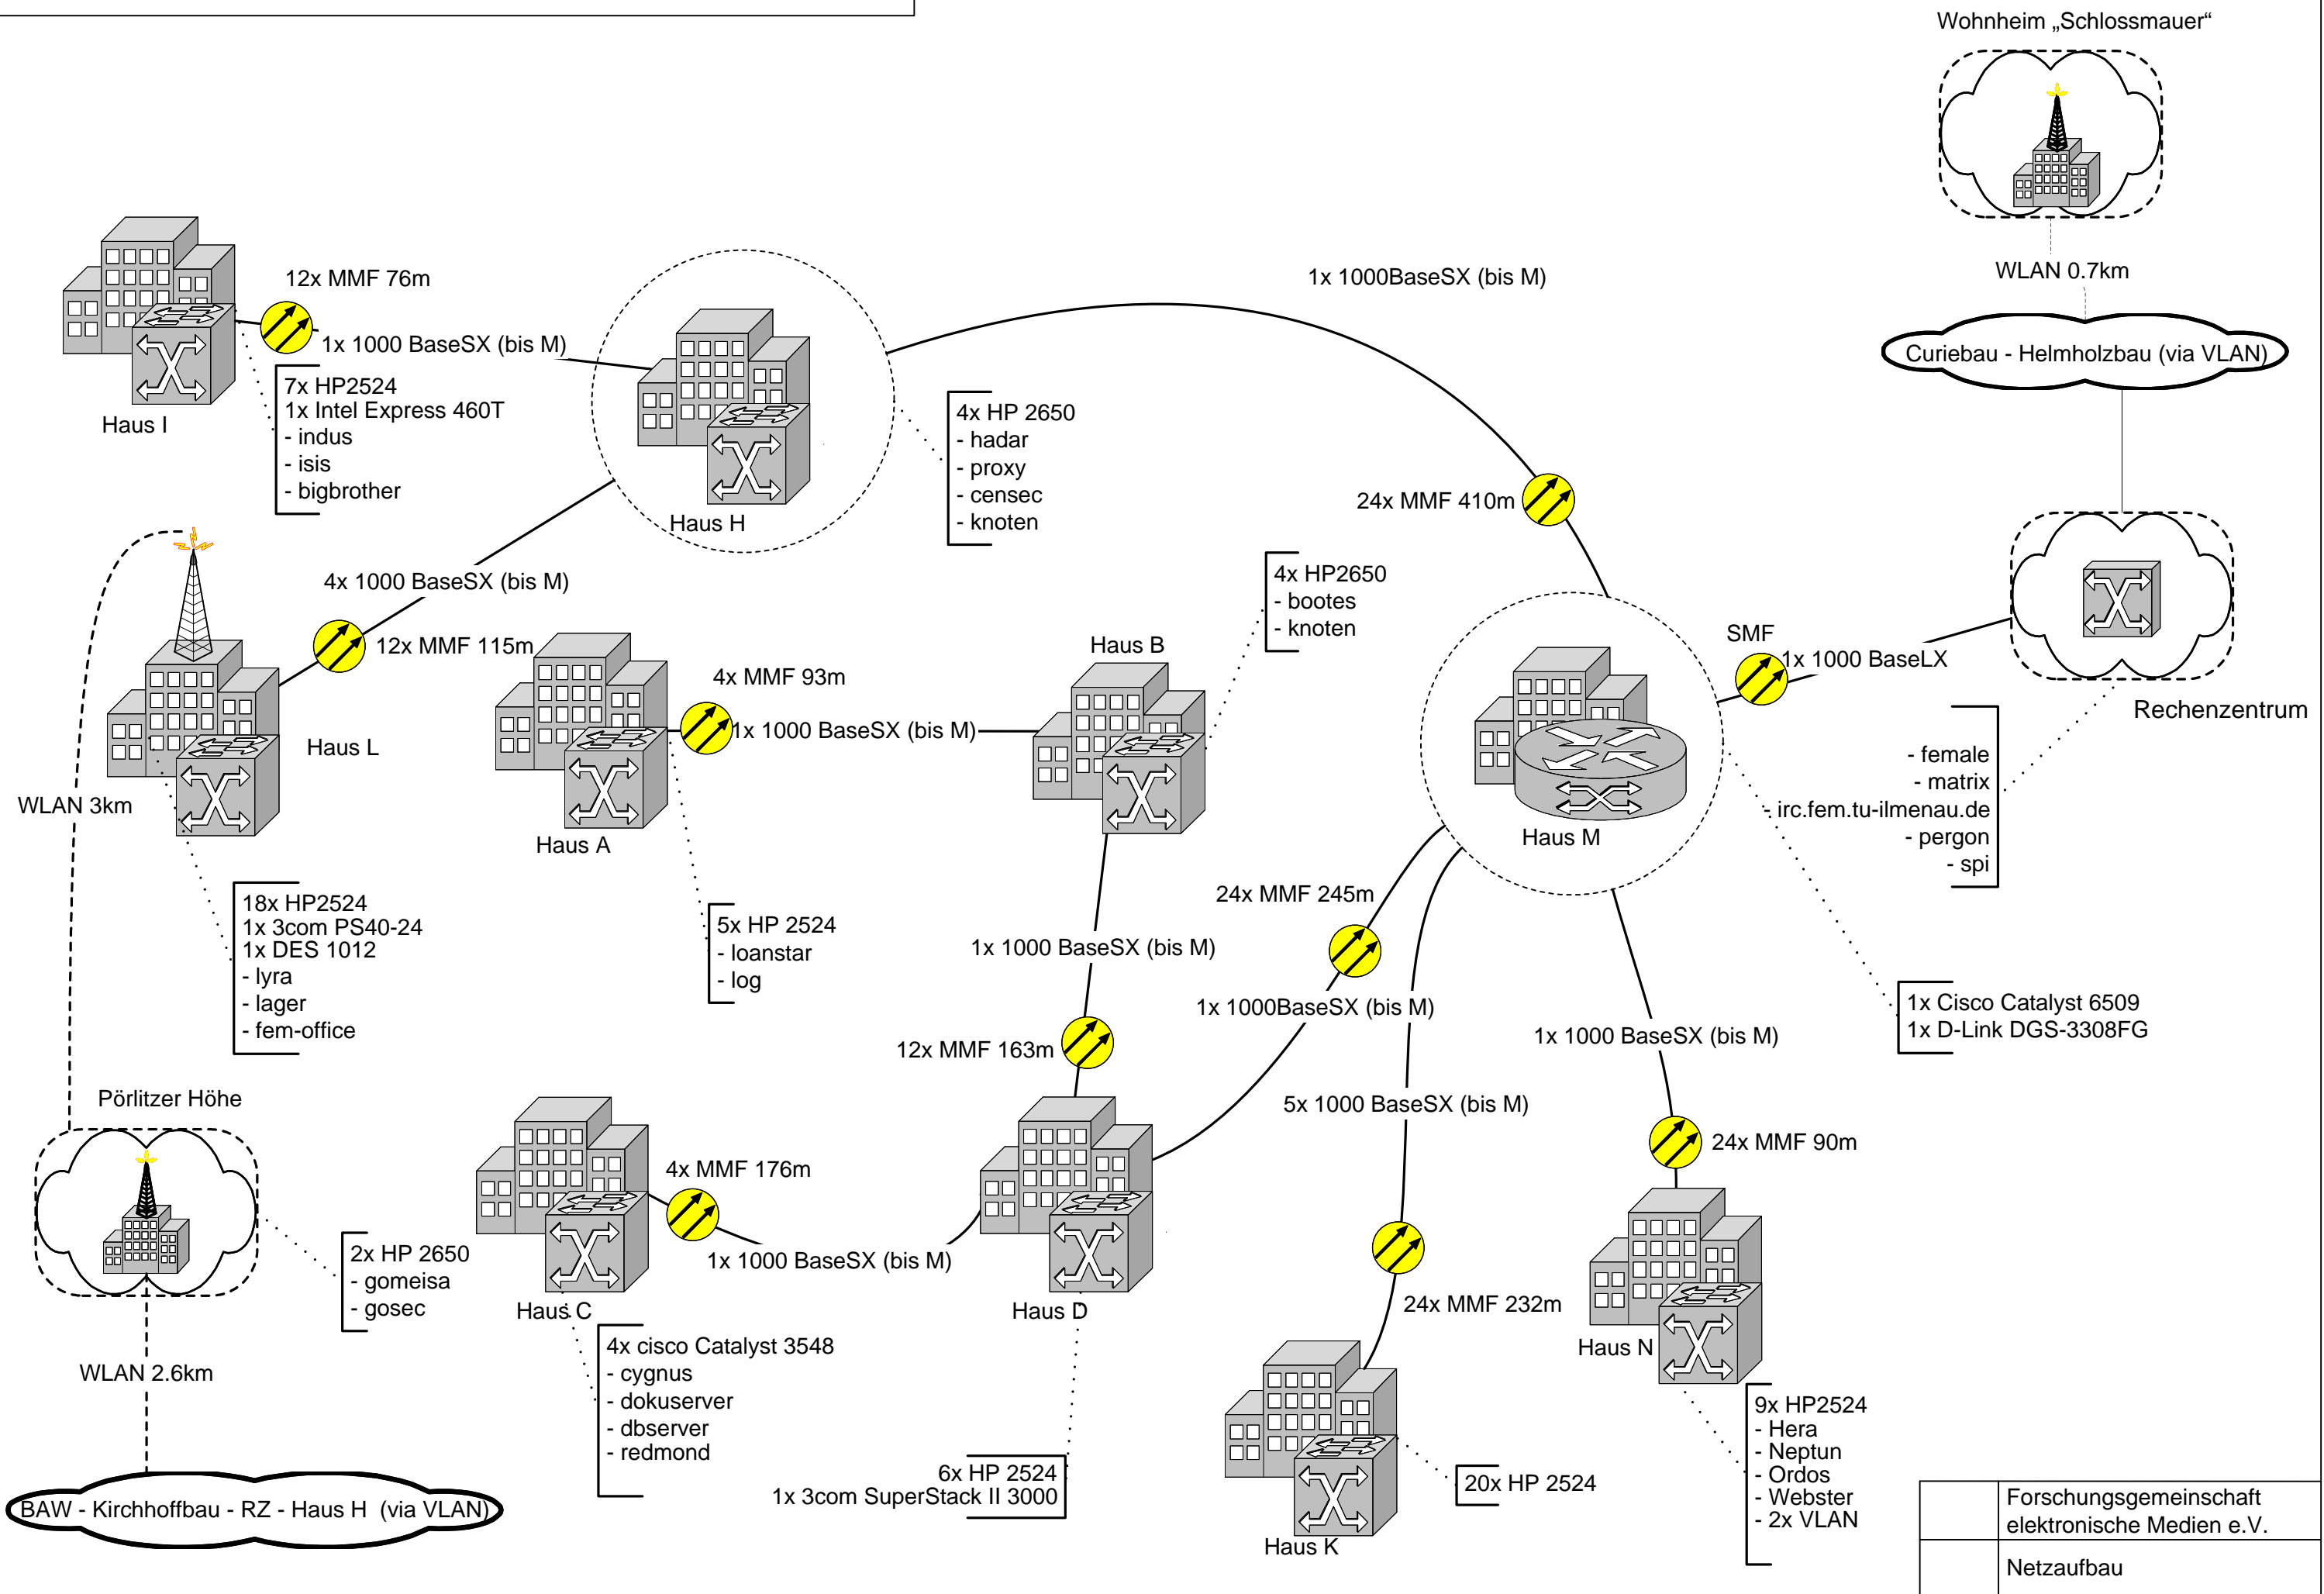 Wohnheim „Schlossmauer“
WLAN 0.7km
Curiebau - Helmholzbau (via VLAN)
1x 1000BaseSX (bis M)
12x MMF 76m
1x 1000 BaseSX (bis M)
Haus I
7x HP2524
1x Intel Express 460T
- indus
- isis
- bigbrother
Haus H
4x HP 2650
- hadar
- proxy
- censec
- knoten
24x MMF 410m
4x 1000 BaseSX (bis M)
12x MMF 115m
Haus L
WLAN 3km
18x HP2524
1x 3com PS40-24
1x DES 1012
- lyra
- lager
- fem-office
4x MMF 93m
1x 1000 BaseSX (bis M)
Haus A
5x HP 2524
- loanstar
- log
Haus B
4x HP2650
- bootes
- knoten
SMF
1x 1000 BaseLX
Rechenzentrum
- female
- matrix
- irc.fem.tu-ilmenau.de
- pergon
- spi
Haus M
1x Cisco Catalyst 6509
1x D-Link DGS-3308FG
24x MMF 245m
1x 1000 BaseSX (bis M)
1x 1000BaseSX (bis M)
12x MMF 163m
1x 1000 BaseSX (bis M)
5x 1000 BaseSX (bis M)
24x MMF 90m
Pörlitzer Höhe
2x HP 2650
- gomeisa
- gosec
WLAN 2.6km
BAW - Kirchhoffbau - RZ - Haus H (via VLAN)
4x MMF 176m
1x 1000 BaseSX (bis M)
Haus C
4x cisco Catalyst 3548
- cygnus
- dokuserver
- dbserver
- redmond
Haus D
6x HP 2524
1x 3com SuperStack II 3000
24x MMF 232m
Haus K
20x HP 2524
Haus N
9x HP2524
- Hera
- Neptun
- Ordos
- Webster
- 2x VLAN
Forschungsgemeinschaft
elektronische Medien e.V.
Netzaufbau